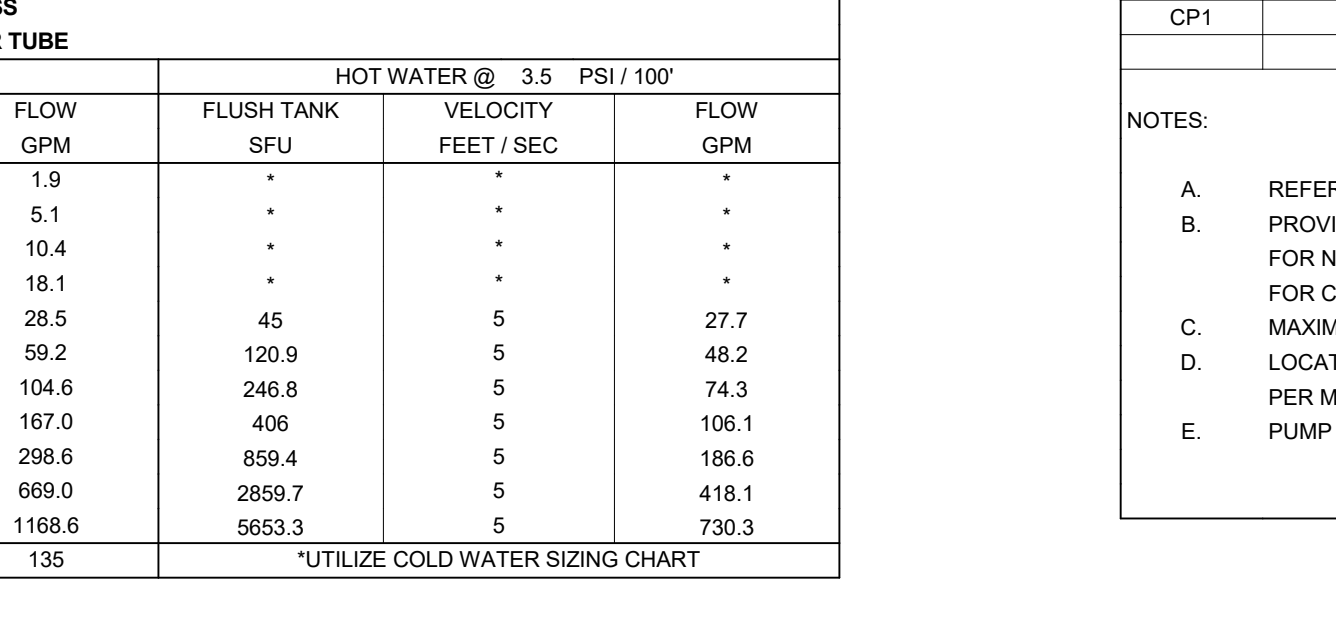 SS
R TUBE
HOT WATER @ 3.5 PSI / 100'
FLOW FLUSH TANK VELOCITY FLOW
GPM SFU FEET / SEC GPM
1.9 * * *
5.1 * * *
10.4 * * *
18.1 * * *
28.5 45 5 27.7
59.2 120.9 5 48.2
104.6 246.8 5 74.3
167.0 406 5 106.1
298.6 859.4 5 186.6
669.0 2859.7 5 418.1
1168.6 5653.3 5 730.3
135 *UTILIZE COLD WATER SIZING CHART
CP1
NOTES:
A. REFER
B. PROVI
FOR N
FOR C
C. MAXIM
D. LOCAT
PER M
E. PUMP